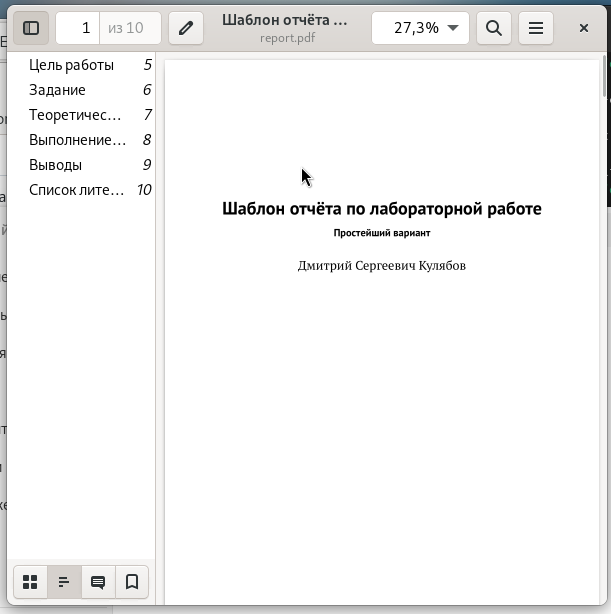 1 из 10
Шаблон отчёта ...
report.pdf
27,3%
Цель работы 5
Задание 6
Теоретичес... 7
Выполнение... 8
Выводы 9
Список лите... 10
Шаблон отчёта по лабораторной работе
Простейший вариант
Дмитрий Сергеевич Кулябов